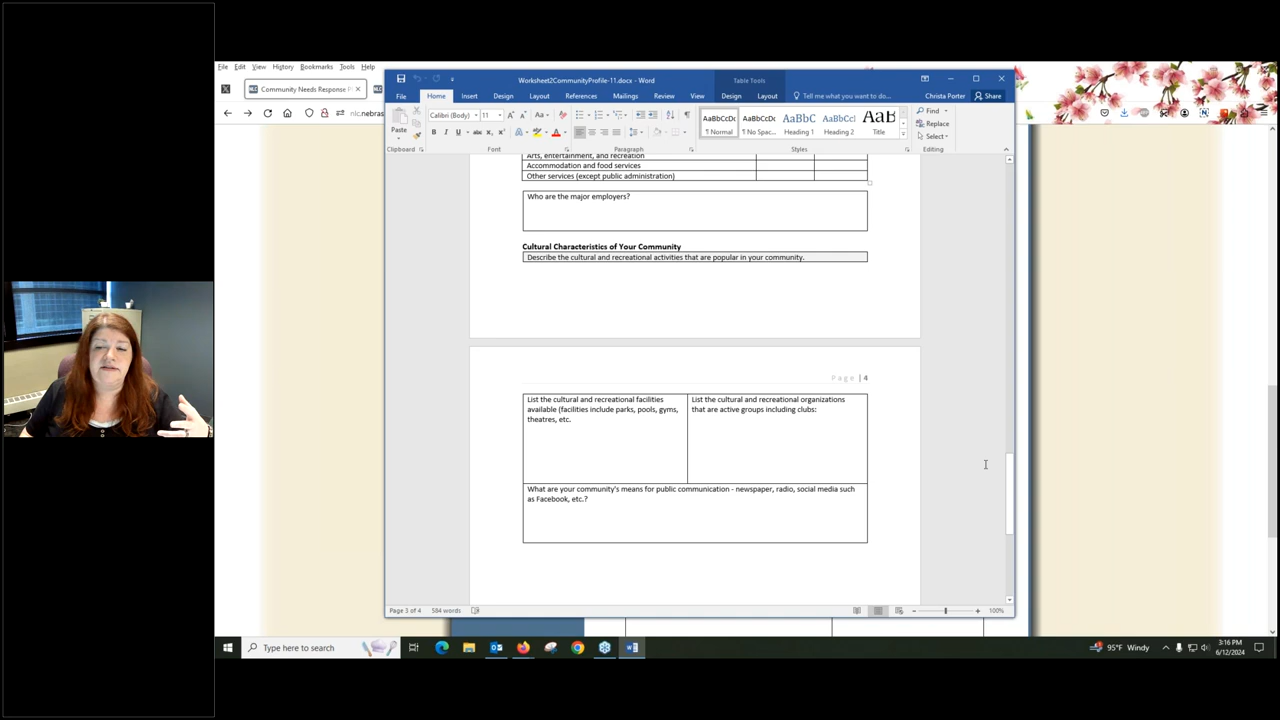 File Edit View History Bookmarks Tools Help
Community Needs Response P
nlc.nebras
Worksheet2CommunityProfile-11.docx - Word
Table Tools
File Home Insert Design Layout References Mailings Review View Design Layout Tell me what you want to do... Christa Porter Share
Paste
Calibri (Body) 11
AaBbCcDc AaBbCcDc AaBbC AaBbCcI AaB
¶ Normal ¶ No Spac... Heading 1 Heading 2 Title
Find
Replace
Select
Clipboard Font Paragraph Styles Editing
Arts, entertainment, and recreation
Accommodation and food services
Other services (except public administration)
Who are the major employers?
Cultural Characteristics of Your Community
Describe the cultural and recreational activities that are popular in your community.
Page | 4
List the cultural and recreational facilities
available (facilities include parks, pools, gyms,
theatres, etc.
List the cultural and recreational organizations
that are active groups including clubs:
What are your community's means for public communication - newspaper, radio, social media such
as Facebook, etc.?
Page 3 of 4 584 words 100%
Type here to search
95°F Windy
3:16 PM
6/12/2024